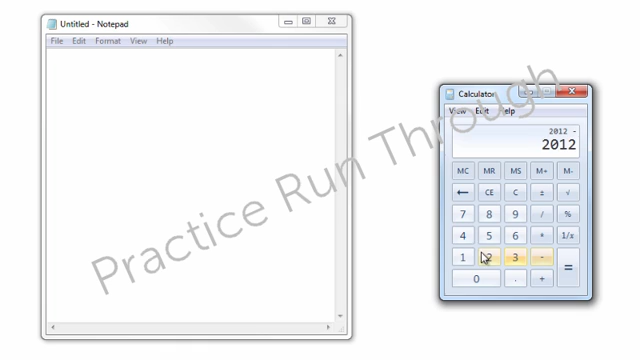 Untitled - Notepad
File Edit Format View Help
Practice Run Through
Calculator
View Edit Help
2012 -
2012
MC MR MS M+ M-
← CE C ± √
7 8 9 / %
4 5 6 * 1/x
1 2 3 - =
0 . +